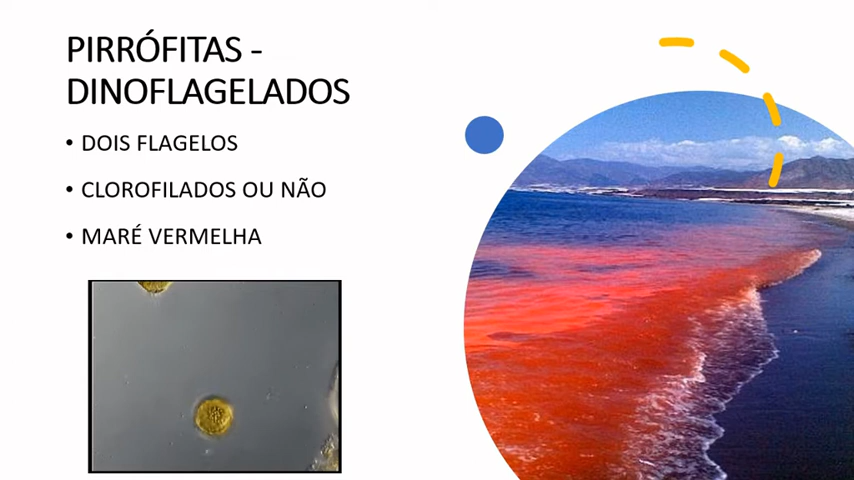 PIRRÓFITAS -
DINOFLAGELADOS
• DOIS FLAGELOS
• CLOROFILADOS OU NÃO
• MARÉ VERMELHA